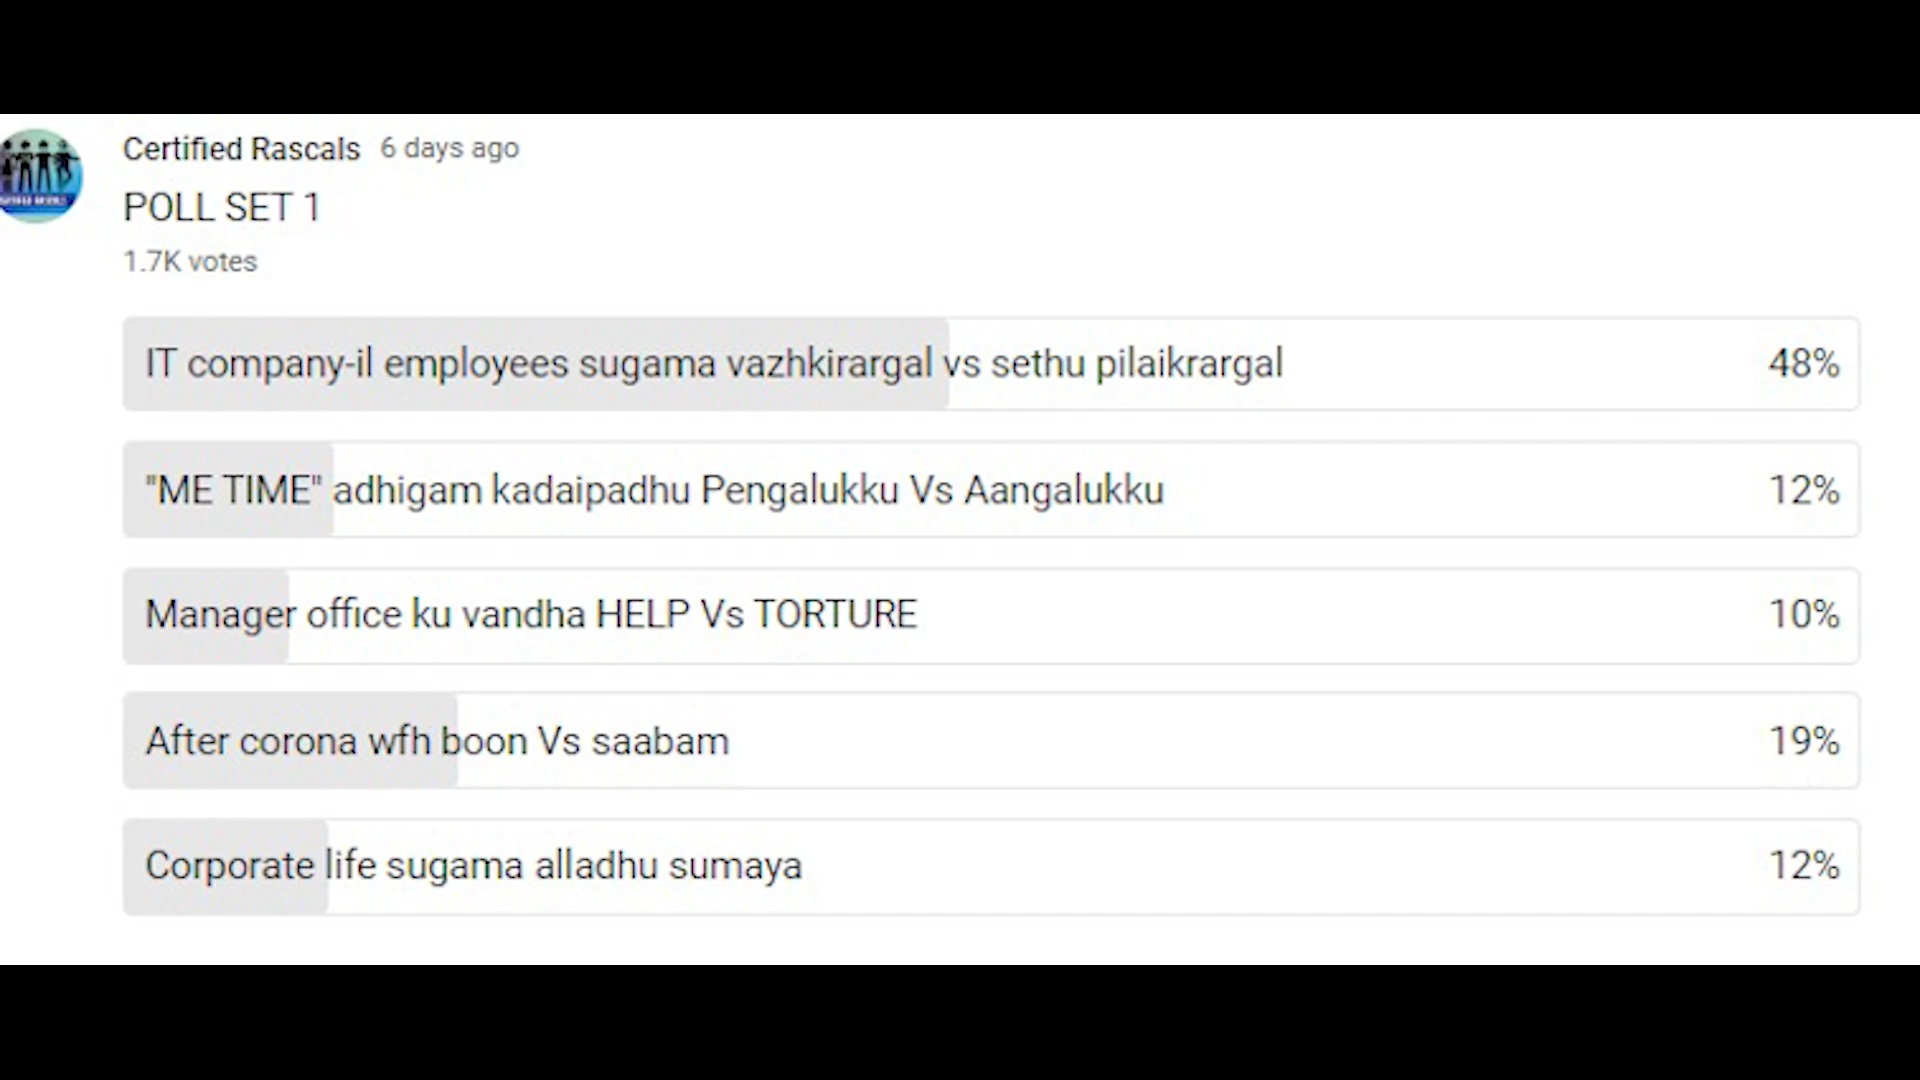 Certified Rascals 6 days ago
POLL SET 1
1.7K votes
IT company-il employees sugama vazhkirargal vs sethu pilaikrargal 48%
"ME TIME" adhigam kadaipadhu Pengalukku Vs Aangalukku 12%
Manager office ku vandha HELP Vs TORTURE 10%
After corona wfh boon Vs saabam 19%
Corporate life sugama alladhu sumaya 12%